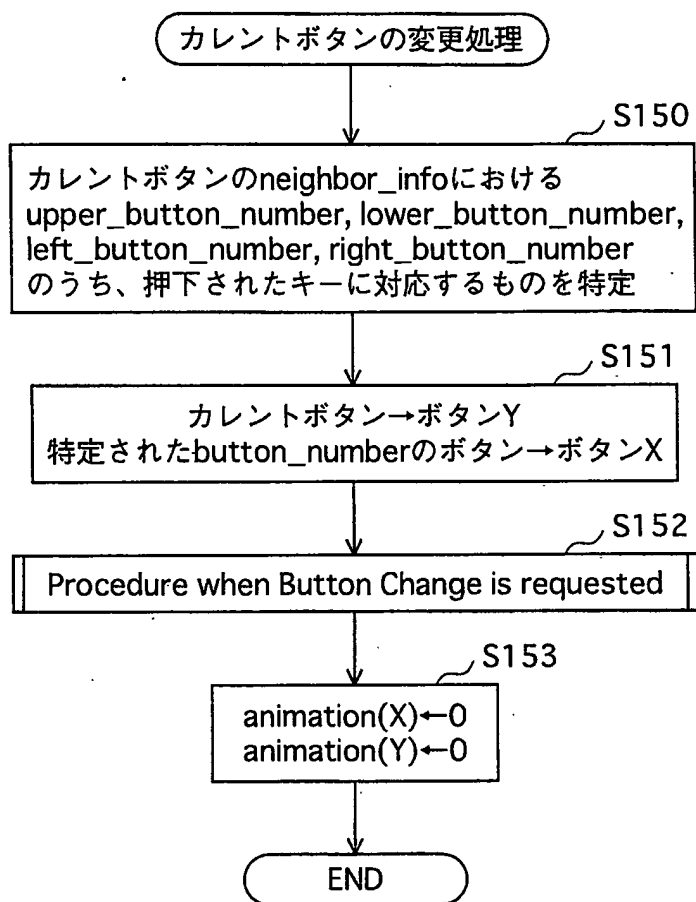 カレントボタンの変更処理
S150
カレントボタンのneighbor_infoにおける
upper_button_number, lower_button_number,
left_button_number, right_button_number
のうち、押下されたキーに対応するものを特定
S151
カレントボタン→ボタンY
特定されたbutton_numberのボタン→ボタンX
S152
Procedure when Button Change is requested
S153
animation(X)←0
animation(Y)←0
END